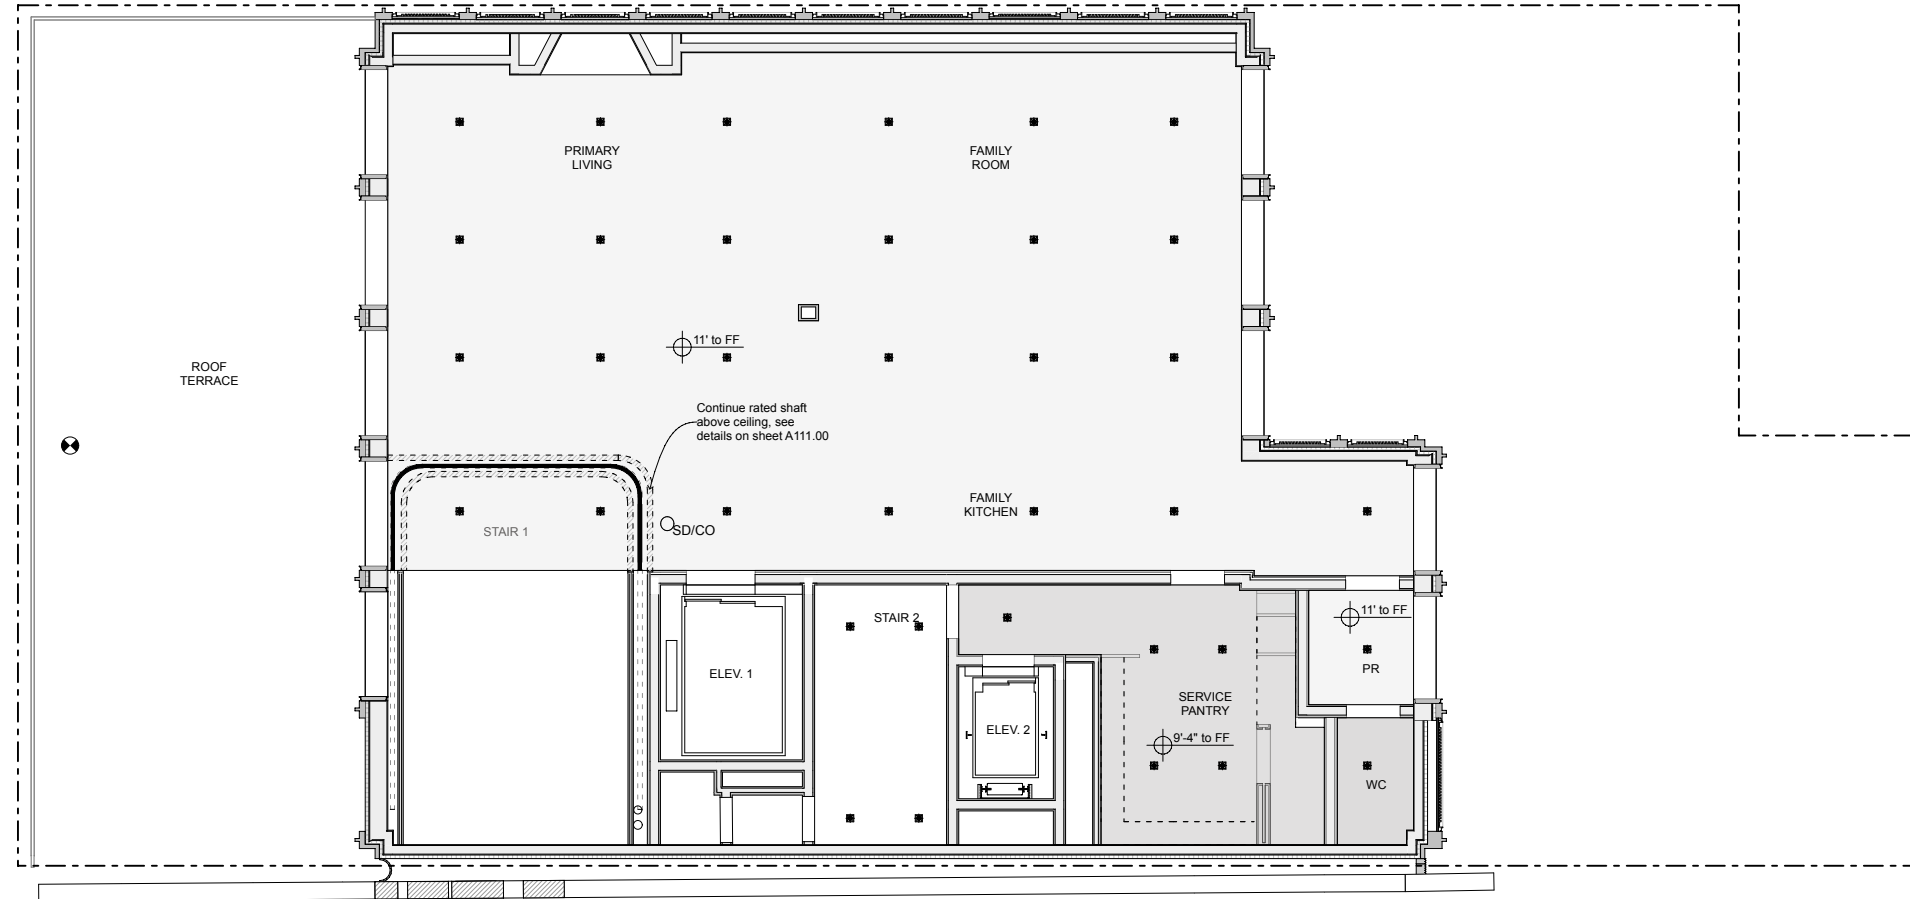 PRIMARY
LIVING
FAMILY
ROOM
11' to FF
ROOF
TERRACE
Continue rated shaft
above ceiling, see
details on sheet A111.00
FAMILY
KITCHEN
STAIR 1
SD/CO
STAIR 2
11' to FF
ELEV. 1
PR
SERVICE
PANTRY
ELEV. 2
9'-4" to FF
WC